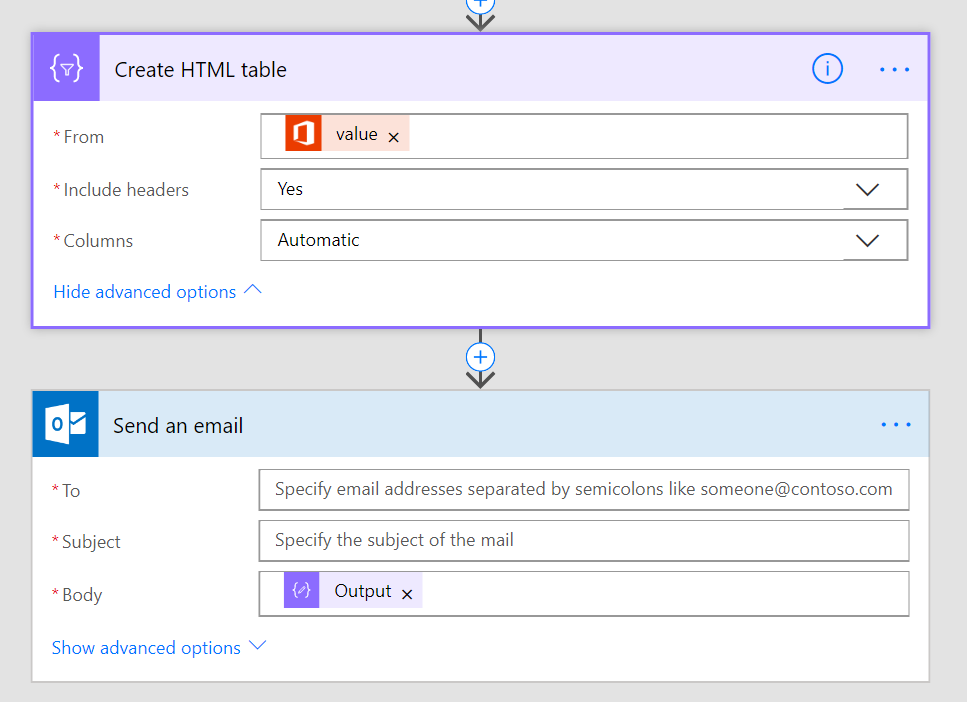 Create HTML table
* From
value ×
* Include headers
Yes
* Columns
Automatic
Hide advanced options
Send an email
* To
Specify email addresses separated by semicolons like someone@contoso.com
* Subject
Specify the subject of the mail
* Body
Output ×
Show advanced options